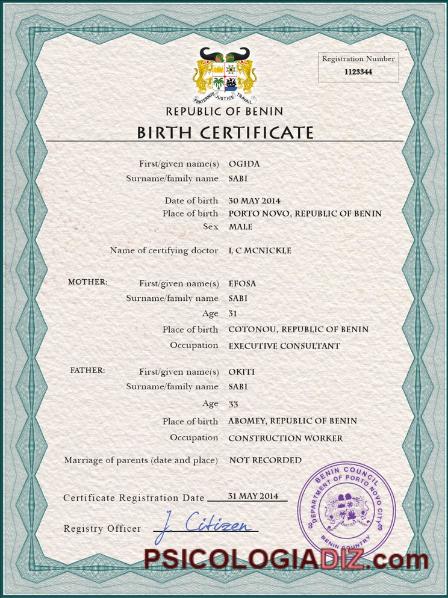 Registration Number
1123344
REPUBLIC OF BENIN
BIRTH CERTIFICATE
First/given name(s) OGIDA
Surname/family name SABI
Date of birth 30 MAY 2014
Place of birth PORTO NOVO, REPUBLIC OF BENIN
Sex MALE
Name of certifying doctor I, C MCNICKLE
MOTHER: First/given name(s) EFOSA
Surname/family name SABI
Age 31
Place of birth COTONOU, REPUBLIC OF BENIN
Occupation EXECUTIVE CONSULTANT
FATHER: First/given name(s) OKITI
Surname/family name SABI
Age 33
Place of birth ABOMEY, REPUBLIC OF BENIN
Occupation CONSTRUCTION WORKER
Marriage of parents (date and place) NOT RECORDED
Certificate Registration Date 31 MAY 2014
Registry Officer J. Citizen
BENIN COUNCIL
DEPARTMENT OF PORTO NOVO CITY
BENIN COUNTRY
PSICOLOGIADIZ.com